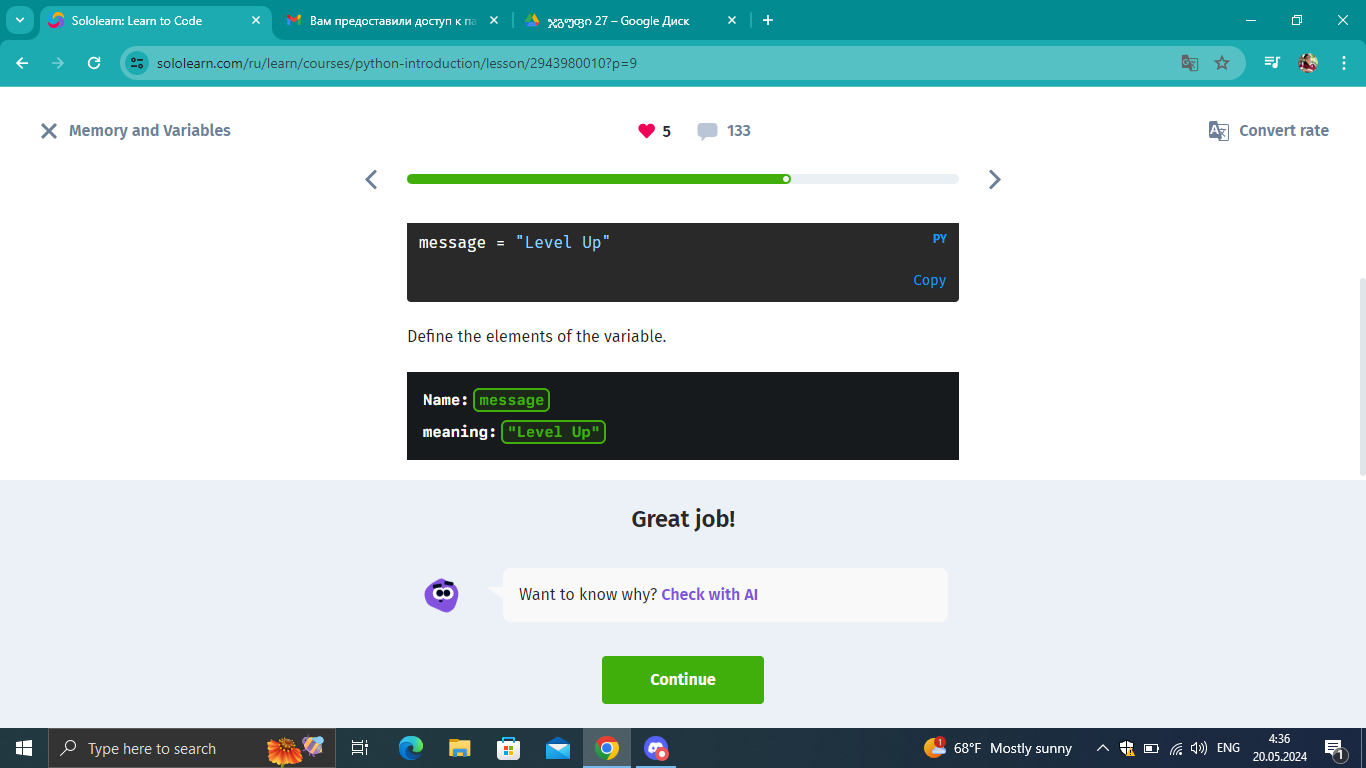 Sololearn: Learn to Code
Вам предоставили доступ к па
ჯგუფი 27 – Google Диск
sololearn.com/ru/learn/courses/python-introduction/lesson/2943980010?p=9
Memory and Variables
5
133
Convert rate
message = "Level Up"
PY
Copy
Define the elements of the variable.
Name: message
meaning: "Level Up"
Great job!
Want to know why? Check with AI
Continue
Type here to search
1
68°F Mostly sunny
ENG
4:36
20.05.2024
1